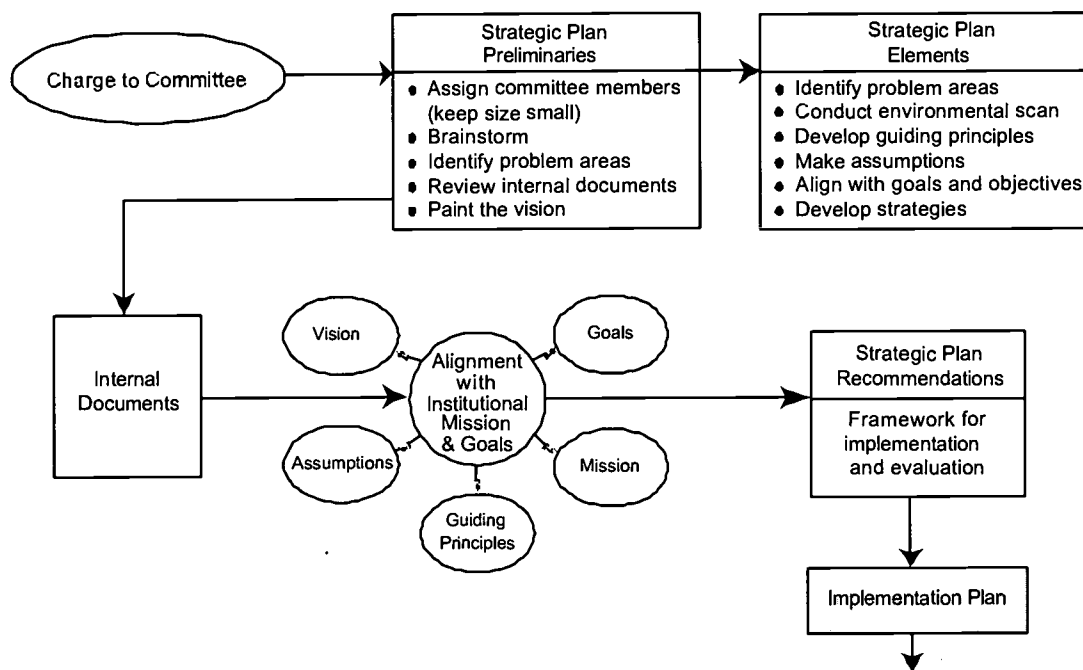 Charge to Committee
Strategic Plan
Preliminaries
• Assign committee members
(keep size small)
• Brainstorm
• Identify problem areas
• Review internal documents
• Paint the vision
Strategic Plan
Elements
• Identify problem areas
• Conduct environmental scan
• Develop guiding principles
• Make assumptions
• Align with goals and objectives
• Develop strategies
Internal
Documents
Vision
Goals
Alignment
with
Institutional
Mission
& Goals
Assumptions
Mission
Guiding
Principles
Strategic Plan
Recommendations
Framework for
implementation
and evaluation
Implementation Plan